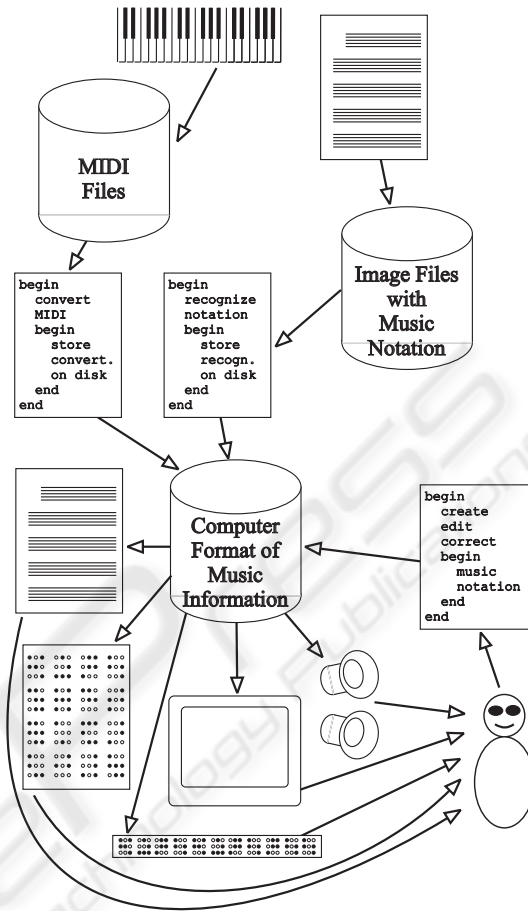 MIDI
Files
Image Files
with
Music
Notation
begin
convert
MIDI
begin
store
convert.
on disk
end
end
begin
recognize
notation
begin
store
recogn.
on disk
end
end
Computer
Format of
Music
Information
begin
create
edit
correct
begin
music
notation
end
end